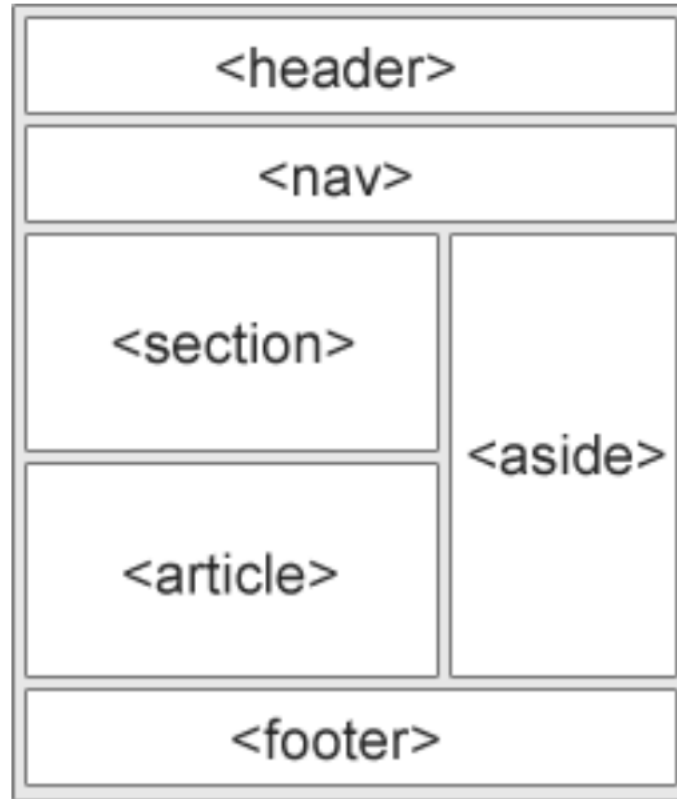 <header>
<nav>
<section>
<article>
<aside>
<footer>